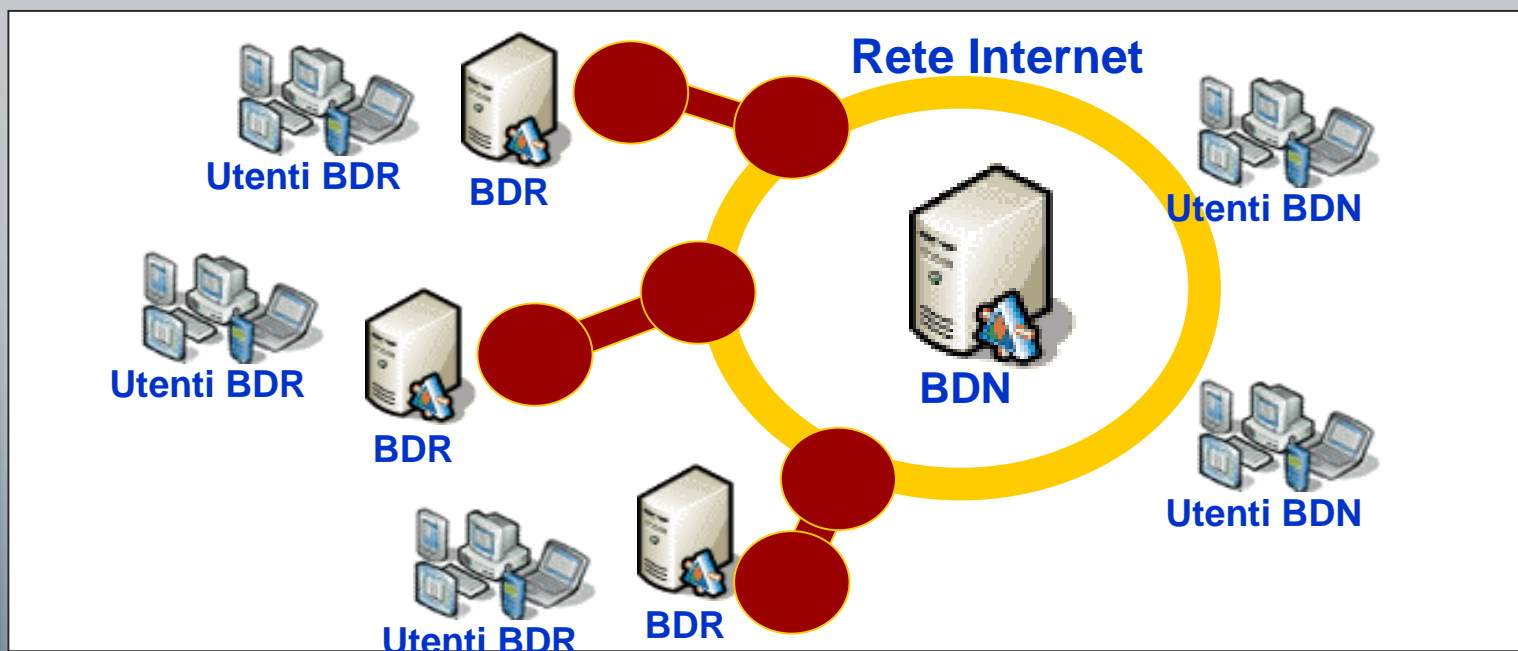 Rete Internet
Utenti BDR
BDR
Utenti BDN
Utenti BDR
BDR
BDN
Utenti BDN
Utenti BDR
BDR